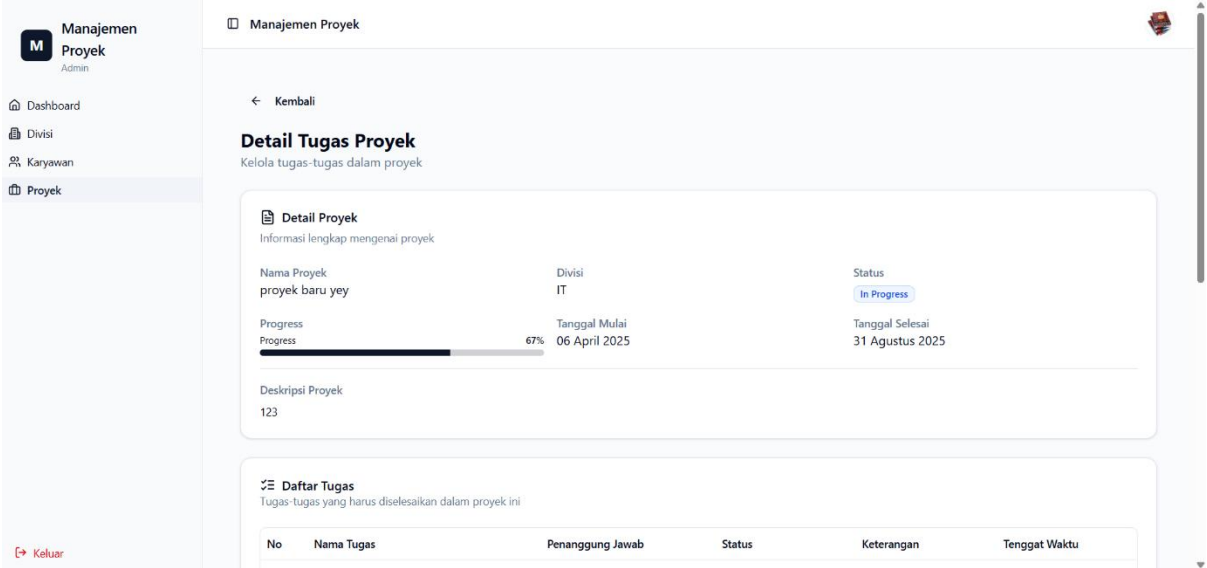 M
Manajemen
Proyek
Admin
Dashboard
Divisi
Karyawan
Proyek
Keluar
Manajemen Proyek
Kembali
Detail Tugas Proyek
Kelola tugas-tugas dalam proyek
Detail Proyek
Informasi lengkap mengenai proyek
Nama Proyek Divisi Status
proyek baru yey IT In Progress
Progress Tanggal Mulai Tanggal Selesai
Progress 67% 06 April 2025 31 Agustus 2025
Deskripsi Proyek
123
Daftar Tugas
Tugas-tugas yang harus diselesaikan dalam proyek ini
No Nama Tugas Penanggung Jawab Status Keterangan Tenggat Waktu